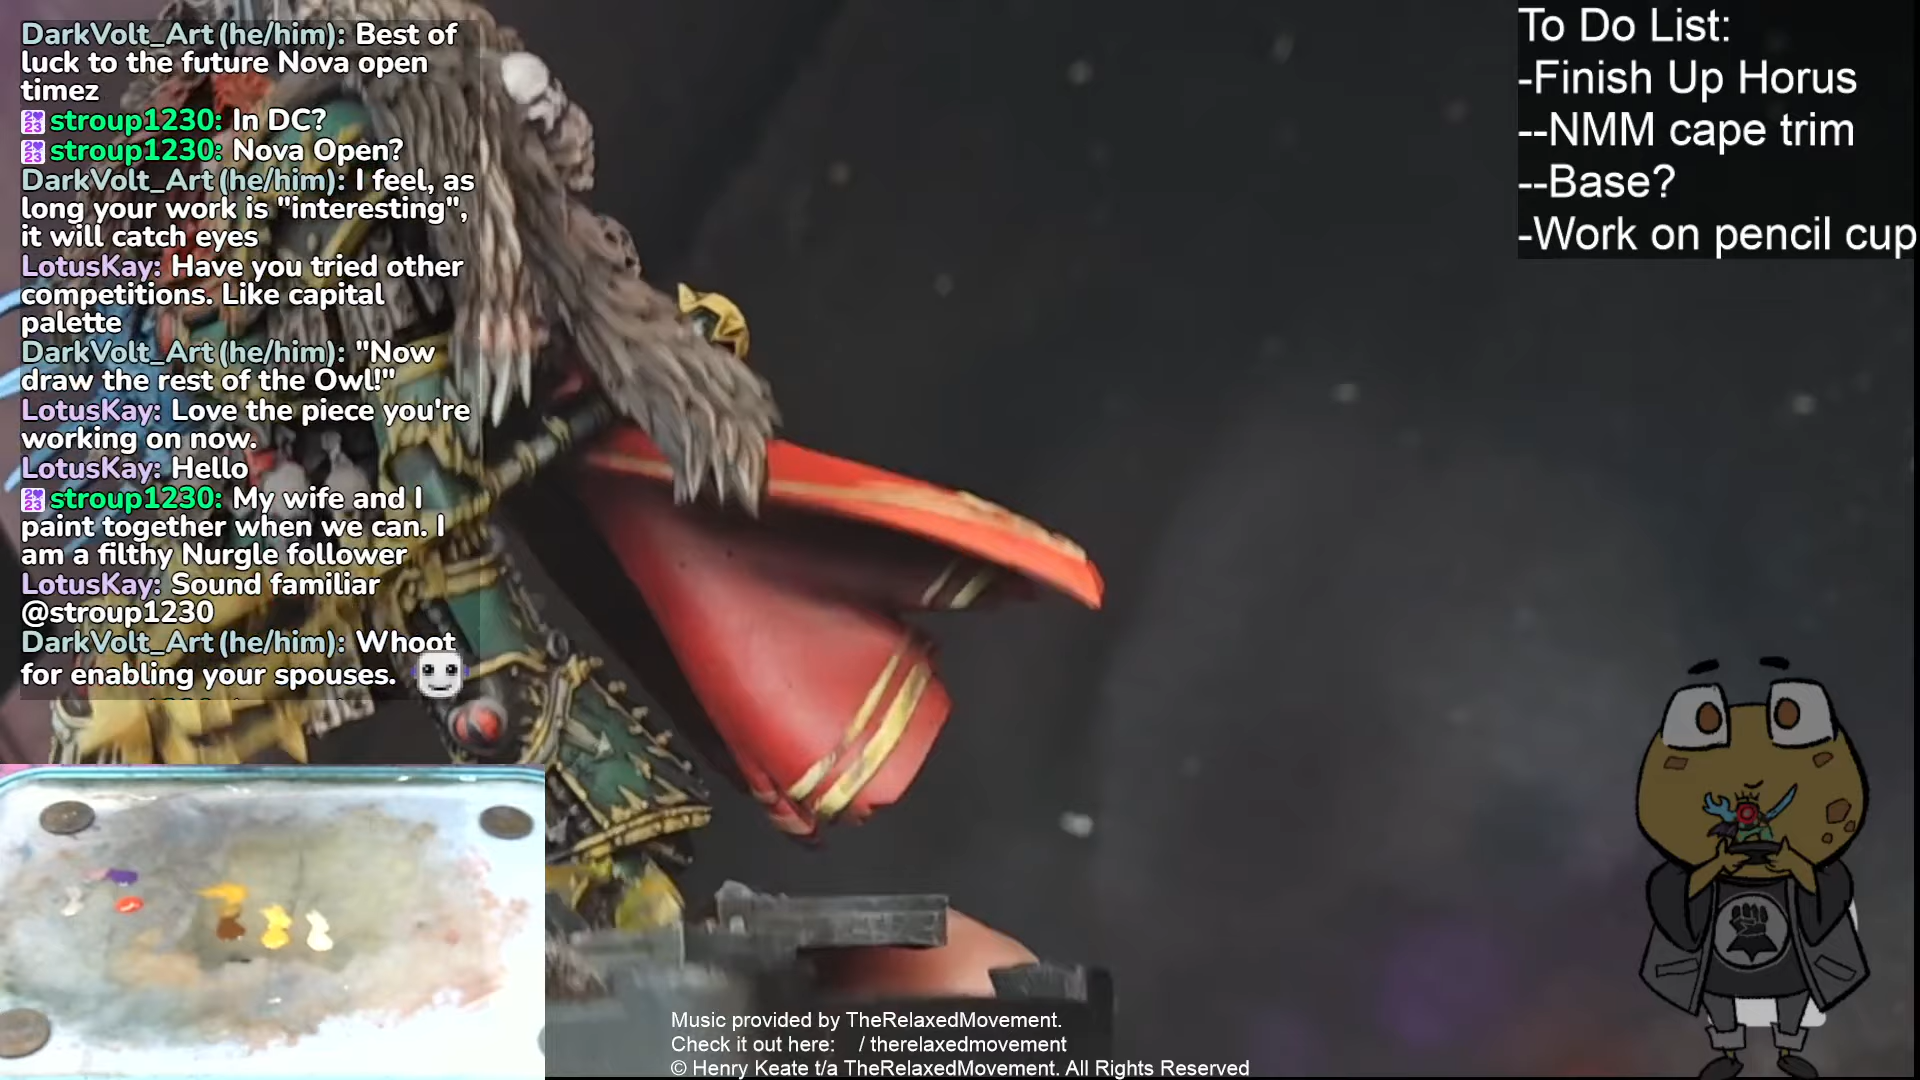 DarkVolt_Art (he/him): Best of
luck to the future Nova open
timez
stroup1230: In DC?
stroup1230: Nova Open?
DarkVolt_Art (he/him): I feel, as
long your work is "interesting",
it will catch eyes
LotusKay: Have you tried other
competitions. Like capital
palette
DarkVolt_Art (he/him): "Now
draw the rest of the Owl!"
LotusKay: Love the piece you're
working on now.
LotusKay: Hello
stroup1230: My wife and I
paint together when we can. I
am a filthy Nurgle follower
LotusKay: Sound familiar
@stroup1230
DarkVolt_Art (he/him): Whoot
for enabling your spouses.
To Do List:
-Finish Up Horus
--NMM cape trim
--Base?
-Work on pencil cup
Music provided by TheRelaxedMovement.
Check it out here: / therelaxedmovement
© Henry Keate t/a TheRelaxedMovement. All Rights Reserved